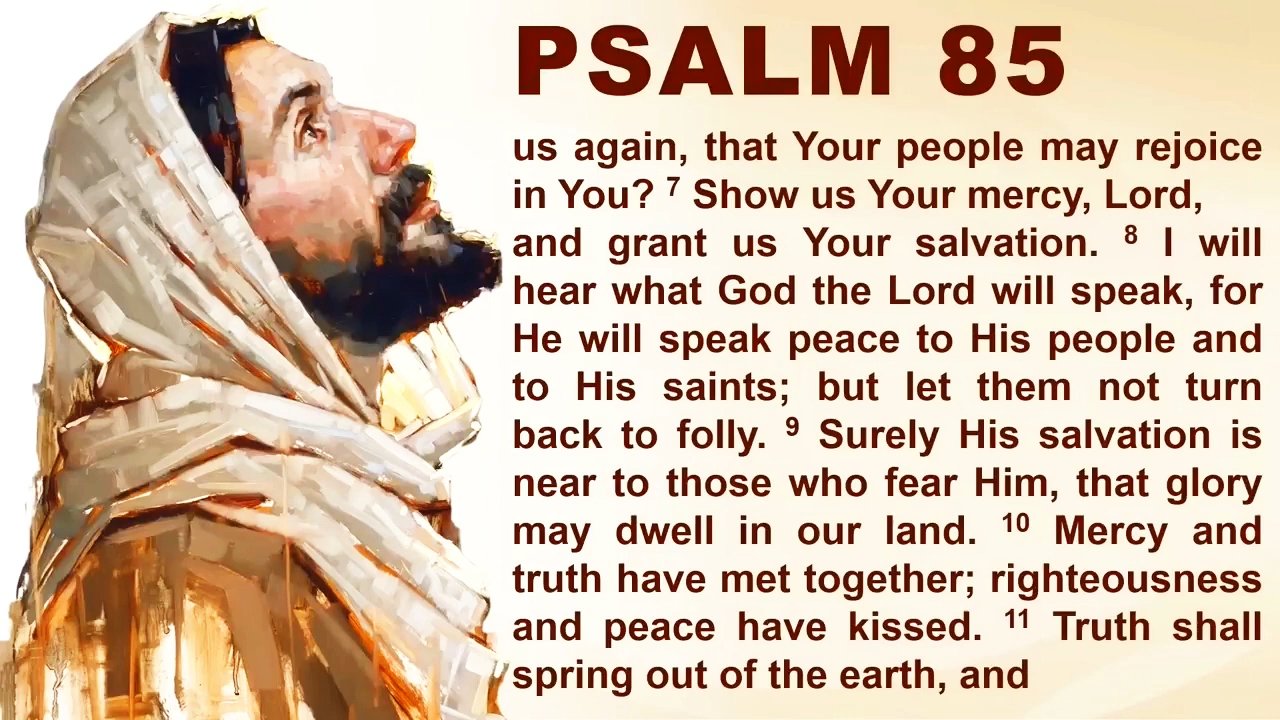 PSALM 85
us again, that Your people may rejoice
in You? ⁷ Show us Your mercy, Lord,
and grant us Your salvation. ⁸ I will
hear what God the Lord will speak, for
He will speak peace to His people and
to His saints; but let them not turn
back to folly. ⁹ Surely His salvation is
near to those who fear Him, that glory
may dwell in our land. ¹⁰ Mercy and
truth have met together; righteousness
and peace have kissed. ¹¹ Truth shall
spring out of the earth, and